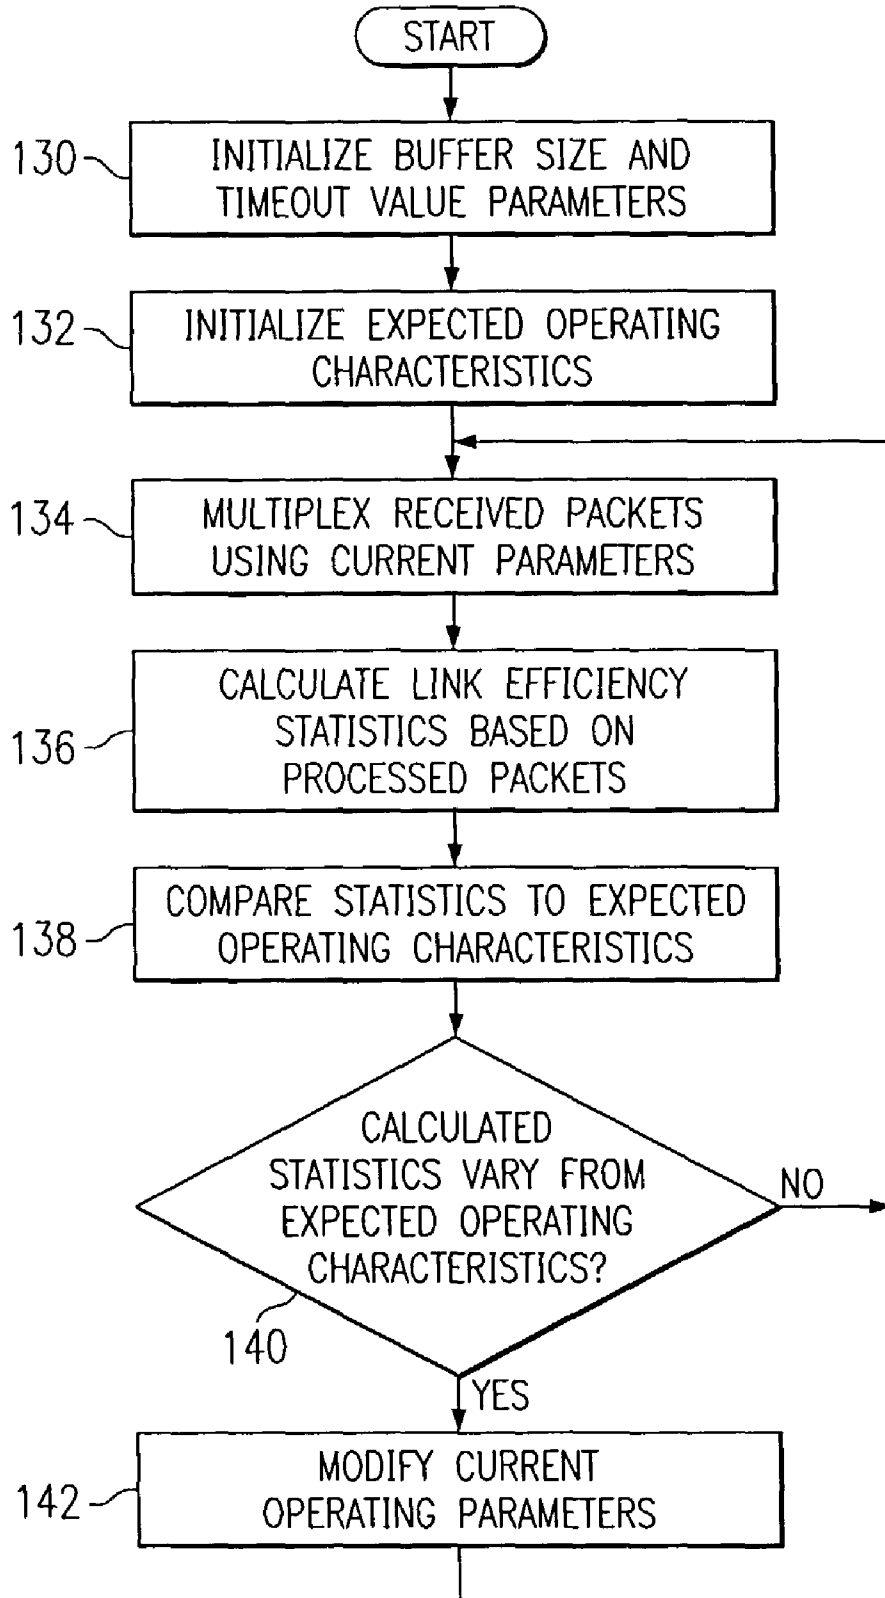 START
130
INITIALIZE BUFFER SIZE AND
TIMEOUT VALUE PARAMETERS
132
INITIALIZE EXPECTED OPERATING
CHARACTERISTICS
134
MULTIPLEX RECEIVED PACKETS
USING CURRENT PARAMETERS
136
CALCULATE LINK EFFICIENCY
STATISTICS BASED ON
PROCESSED PACKETS
138
COMPARE STATISTICS TO EXPECTED
OPERATING CHARACTERISTICS
CALCULATED
STATISTICS VARY FROM
EXPECTED OPERATING
CHARACTERISTICS?
NO
140
YES
142
MODIFY CURRENT
OPERATING PARAMETERS